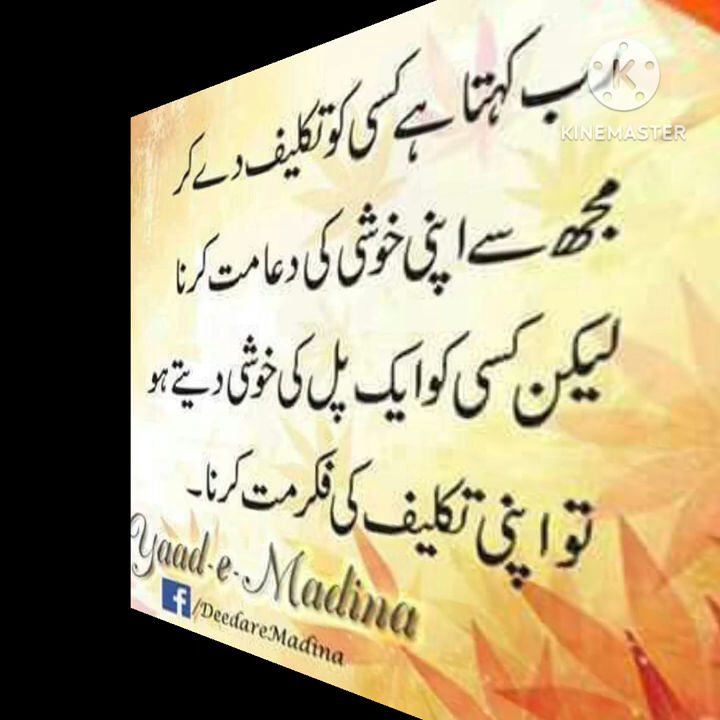 رب کہتا ہے کسی کو تکلیف دے کر
مجھ سے اپنی خوشی کی دعا مت کرنا
لیکن کسی کو ایک پل کی خوشی دیتے ہو
تو اپنی تکلیف کی فکر مت کرنا۔
Yaad-e-Madina
f/DeedareMadina
K
KINEMASTER